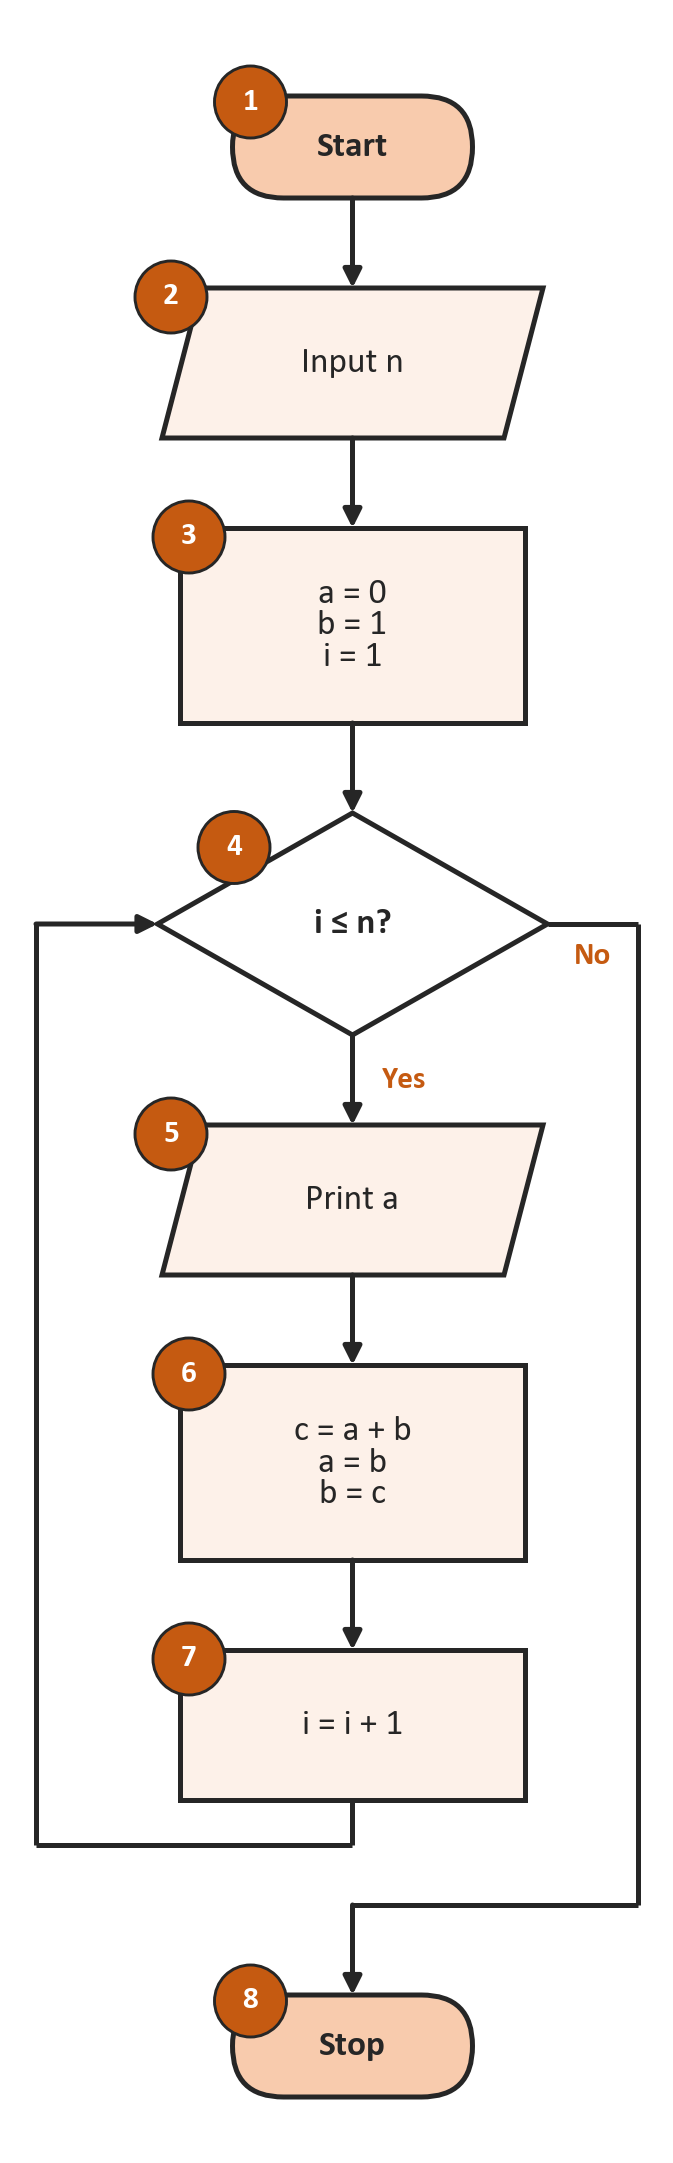 1
Start
2
Input n
3
a = 0
b = 1
i = 1
4
i ≤ n?
No
Yes
5
Print a
6
c = a + b
a = b
b = c
7
i = i + 1
8
Stop